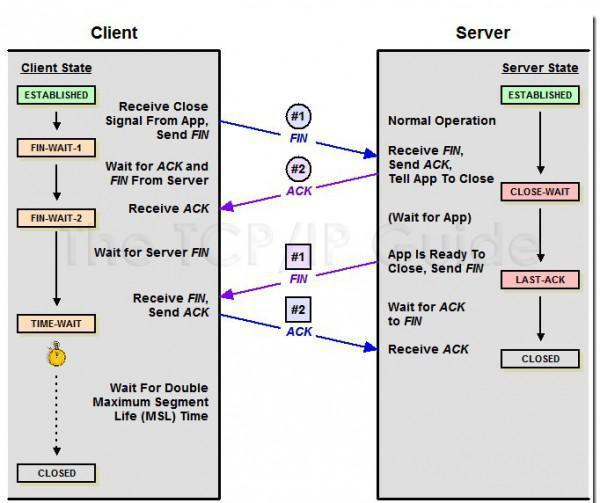 Client
Server
Client State
Server State
ESTABLISHED
ESTABLISHED
Receive Close
Signal From App,
Send FIN
#1
FIN
Normal Operation
FIN-WAIT-1
Receive FIN,
Send ACK,
Tell App To Close
Wait for ACK and
FIN From Server
#2
ACK
CLOSE-WAIT
Receive ACK
FIN-WAIT-2
(Wait for App)
The TCP/IP Guide
Wait for Server FIN
#1
FIN
App Is Ready To
Close, Send FIN
LAST-ACK
Receive FIN,
Send ACK
#2
ACK
Wait for ACK
to FIN
TIME-WAIT
Receive ACK
CLOSED
Wait For Double
Maximum Segment
Life (MSL) Time
CLOSED